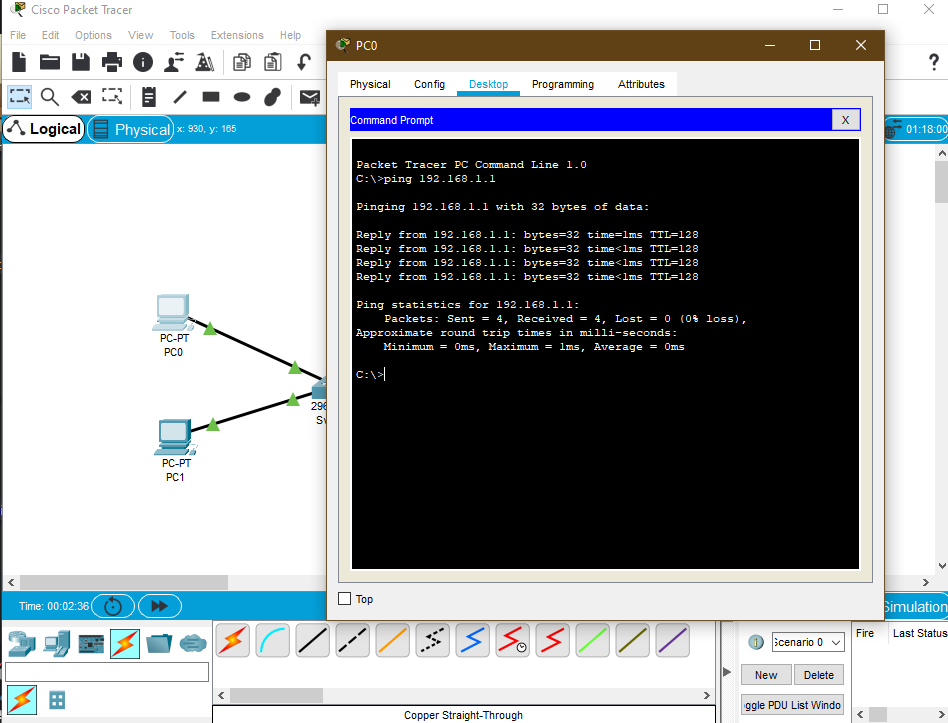 Cisco Packet Tracer
File Edit Options View Tools Extensions Help
?
Logical
Physical
x: 930, y: 165
01:18:00
PC0
Physical Config Desktop Programming Attributes
Command Prompt
X
Packet Tracer PC Command Line 1.0
C:\>ping 192.168.1.1
Pinging 192.168.1.1 with 32 bytes of data:
Reply from 192.168.1.1: bytes=32 time=1ms TTL=128
Reply from 192.168.1.1: bytes=32 time<1ms TTL=128
Reply from 192.168.1.1: bytes=32 time<1ms TTL=128
Reply from 192.168.1.1: bytes=32 time<1ms TTL=128
Ping statistics for 192.168.1.1:
Packets: Sent = 4, Received = 4, Lost = 0 (0% loss),
Approximate round trip times in milli-seconds:
Minimum = 0ms, Maximum = 1ms, Average = 0ms
C:\>
Top
PC-PT
PC0
296
Sv
PC-PT
PC1
Time: 00:02:36
Simulation
Scenario 0
Fire Last Status
New Delete
ggle PDU List Windo
Copper Straight-Through